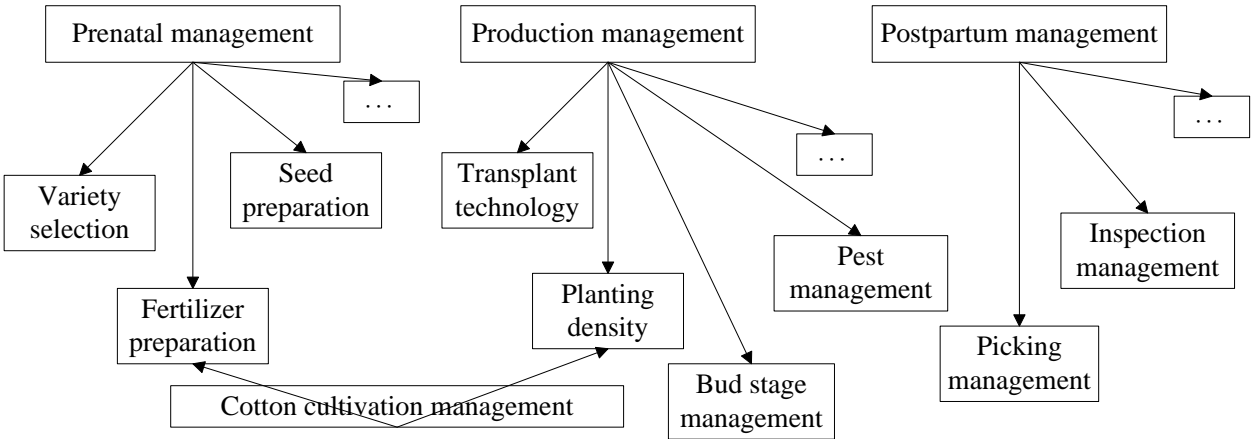 Prenatal management
Production management
Postpartum management
...
...
...
Variety
selection
Seed
preparation
Transplant
technology
Inspection
management
Pest
management
Fertilizer
preparation
Planting
density
Picking
management
Bud stage
management
Cotton cultivation management